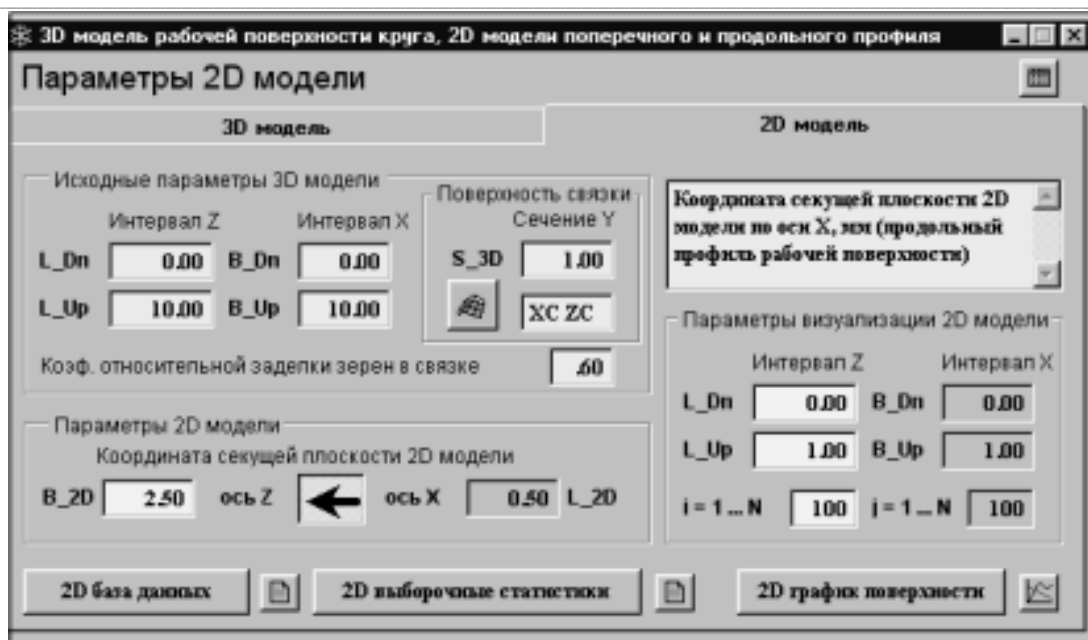 3D модель рабочей поверхности круга, 2D модели поперечного и продольного профиля
Параметры 2D модели
3D модель
2D модель
Исходные параметры 3D модели
Интервал Z
Интервал X
L_Dn 0.00 B_Dn 0.00
L_Up 10.00 B_Up 10.00
Поверхность связки
Сечение Y
S_3D 1.00
XC ZC
Коэф. относительной заделки зерен в связке .60
Параметры 2D модели
Координата секущей плоскости 2D модели
B_2D 2.50 ось Z ось X 0.50 L_2D
Координата секущей плоскости 2D
модели по оси X, мм (продольный
профиль рабочей поверхности)
Параметры визуализации 2D модели
Интервал Z
Интервал X
L_Dn 0.00 B_Dn 0.00
L_Up 1.00 B_Up 1.00
i = 1 ... N 100 j = 1 ... N 100
2D база данных
2D выборочные статистики
2D график поверхности